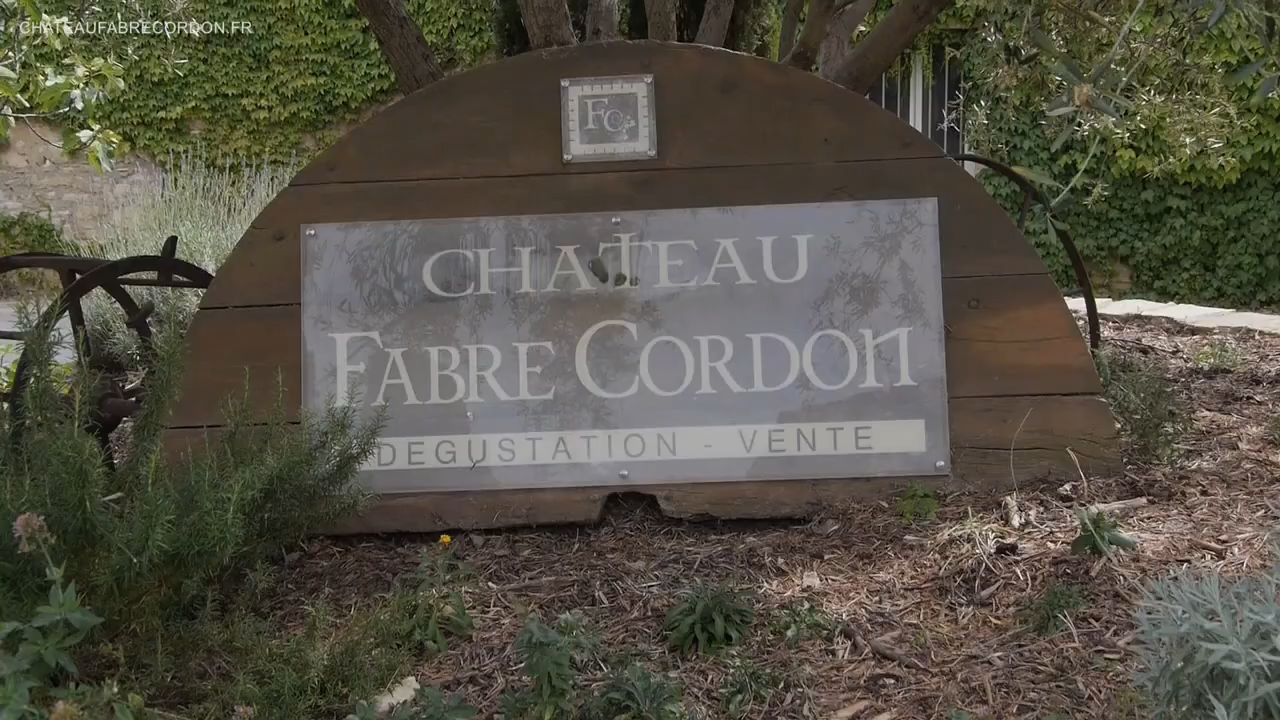 CHATEAUFABRECORDON.FR
FC
CHATEAU
FABRE CORDON
DEGUSTATION - VENTE